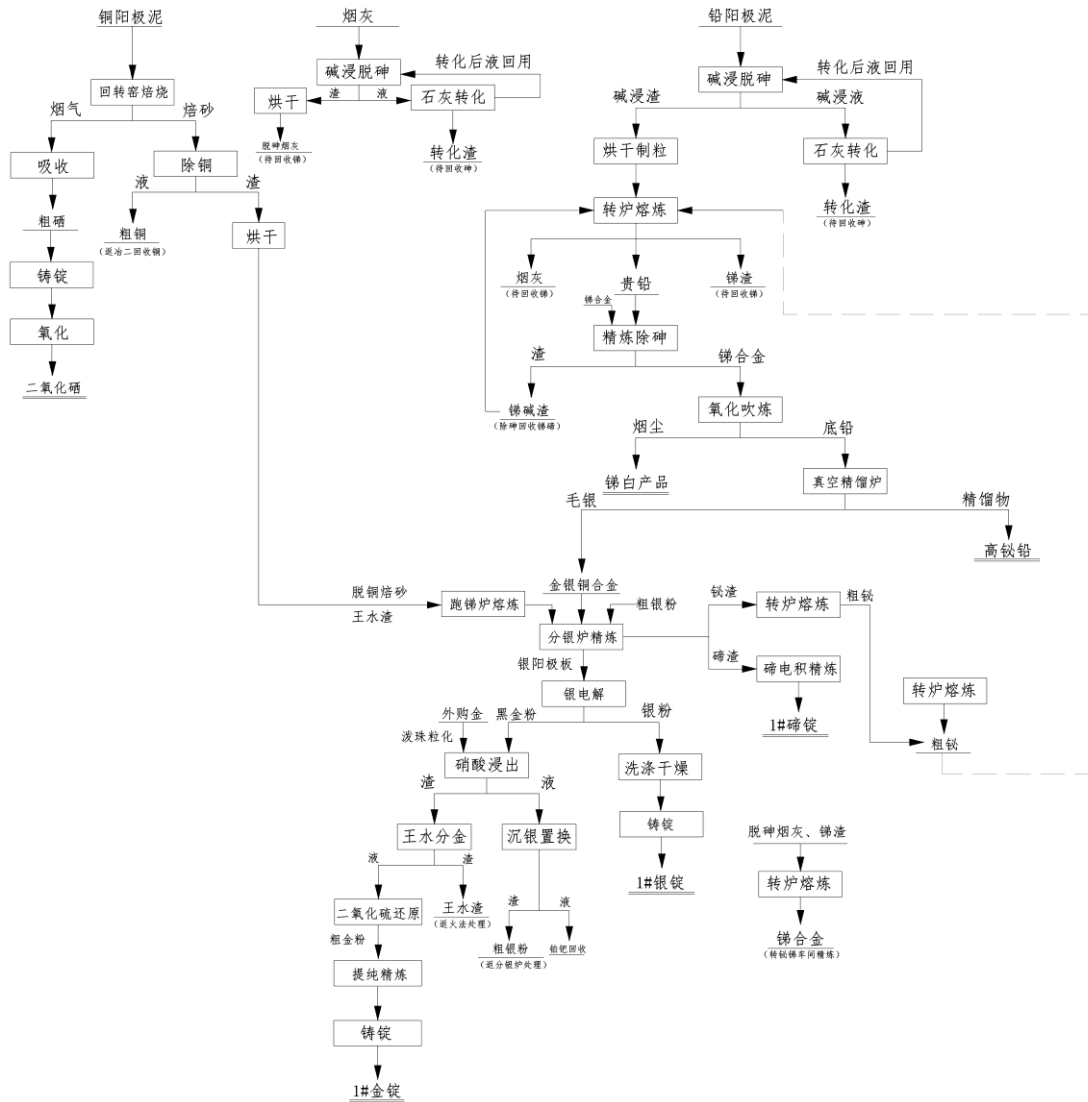 铜阳极泥
回转窑焙烧
烟气
焙砂
吸收
除铜
液
渣
粗硒
粗铜
(返冶二回收铜)
烘干
铸锭
氧化
二氧化硒
烟灰
碱浸脱砷
转化后液回用
渣
液
烘干
石灰转化
脱砷烟灰
(待回收锑)
转化渣
(待回收砷)
铅阳极泥
碱浸脱砷
转化后液回用
碱浸渣
碱浸液
烘干制粒
石灰转化
转化渣
(待回收砷)
转炉熔炼
烟灰
(待回收锑)
贵铅
锑渣
(待回收锑)
锑合金
精炼除砷
渣
锑合金
锑碱渣
(除砷回收锑碲)
氧化吹炼
烟尘
底铅
锑白产品
真空精馏炉
毛银
精馏物
高铋铅
脱铜焙砂
王水渣
跑锑炉熔炼
金银铜合金
粗银粉
分银炉精炼
铋渣
转炉熔炼
粗铋
碲渣
碲电积精炼
1#碲锭
转炉熔炼
粗铋
银阳极板
银电解
外购金
泼珠粒化
黑金粉
银粉
硝酸浸出
洗涤干燥
渣
液
王水分金
沉银置换
铸锭
1#银锭
液
渣
二氧化硫还原
王水渣
(返火法处理)
渣
液
粗银粉
(返分银炉处理)
铂钯回收
粗金粉
提纯精炼
铸锭
1#金锭
脱砷烟灰、锑渣
转炉熔炼
锑合金
(转铋锑车间精炼)